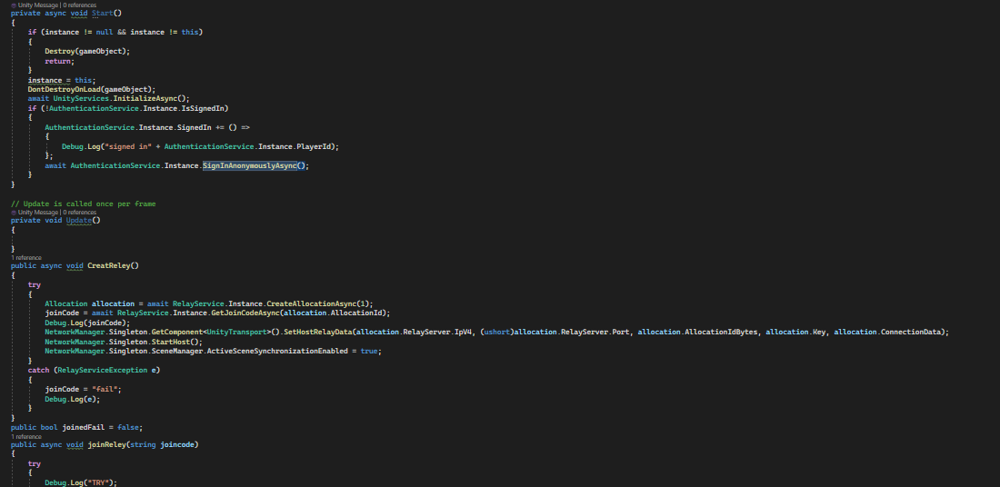 Unity Message | 0 references
private async void Start()
{
if (instance != null && instance != this)
{
Destroy(gameObject);
return;
}
instance = this;
DontDestroyOnLoad(gameObject);
await UnityServices.InitializeAsync();
if (!AuthenticationService.Instance.IsSignedIn)
{
AuthenticationService.Instance.SignedIn += () =>
{
Debug.Log("signed in" + AuthenticationService.Instance.PlayerId);
};
await AuthenticationService.Instance.SignInAnonymouslyAsync();
}
}
// Update is called once per frame
Unity Message | 0 references
private void Update()
{
}
1 reference
public async void CreatReley()
{
try
{
Allocation allocation = await RelayService.Instance.CreateAllocationAsync(1);
joinCode = await RelayService.Instance.GetJoinCodeAsync(allocation.AllocationId);
Debug.Log(joinCode);
NetworkManager.Singleton.GetComponent<UnityTransport>().SetHostRelayData(allocation.RelayServer.IpV4, (ushort)allocation.RelayServer.Port, allocation.AllocationIdBytes, allocation.Key, allocation.ConnectionData);
NetworkManager.Singleton.StartHost();
NetworkManager.Singleton.SceneManager.ActiveSceneSynchronizationEnabled = true;
}
catch (RelayServiceException e)
{
joinCode = "fail";
Debug.Log(e);
}
}
public bool joinedFail = false;
1 reference
public async void joinReley(string joincode)
{
try
{
Debug.Log("TRY");